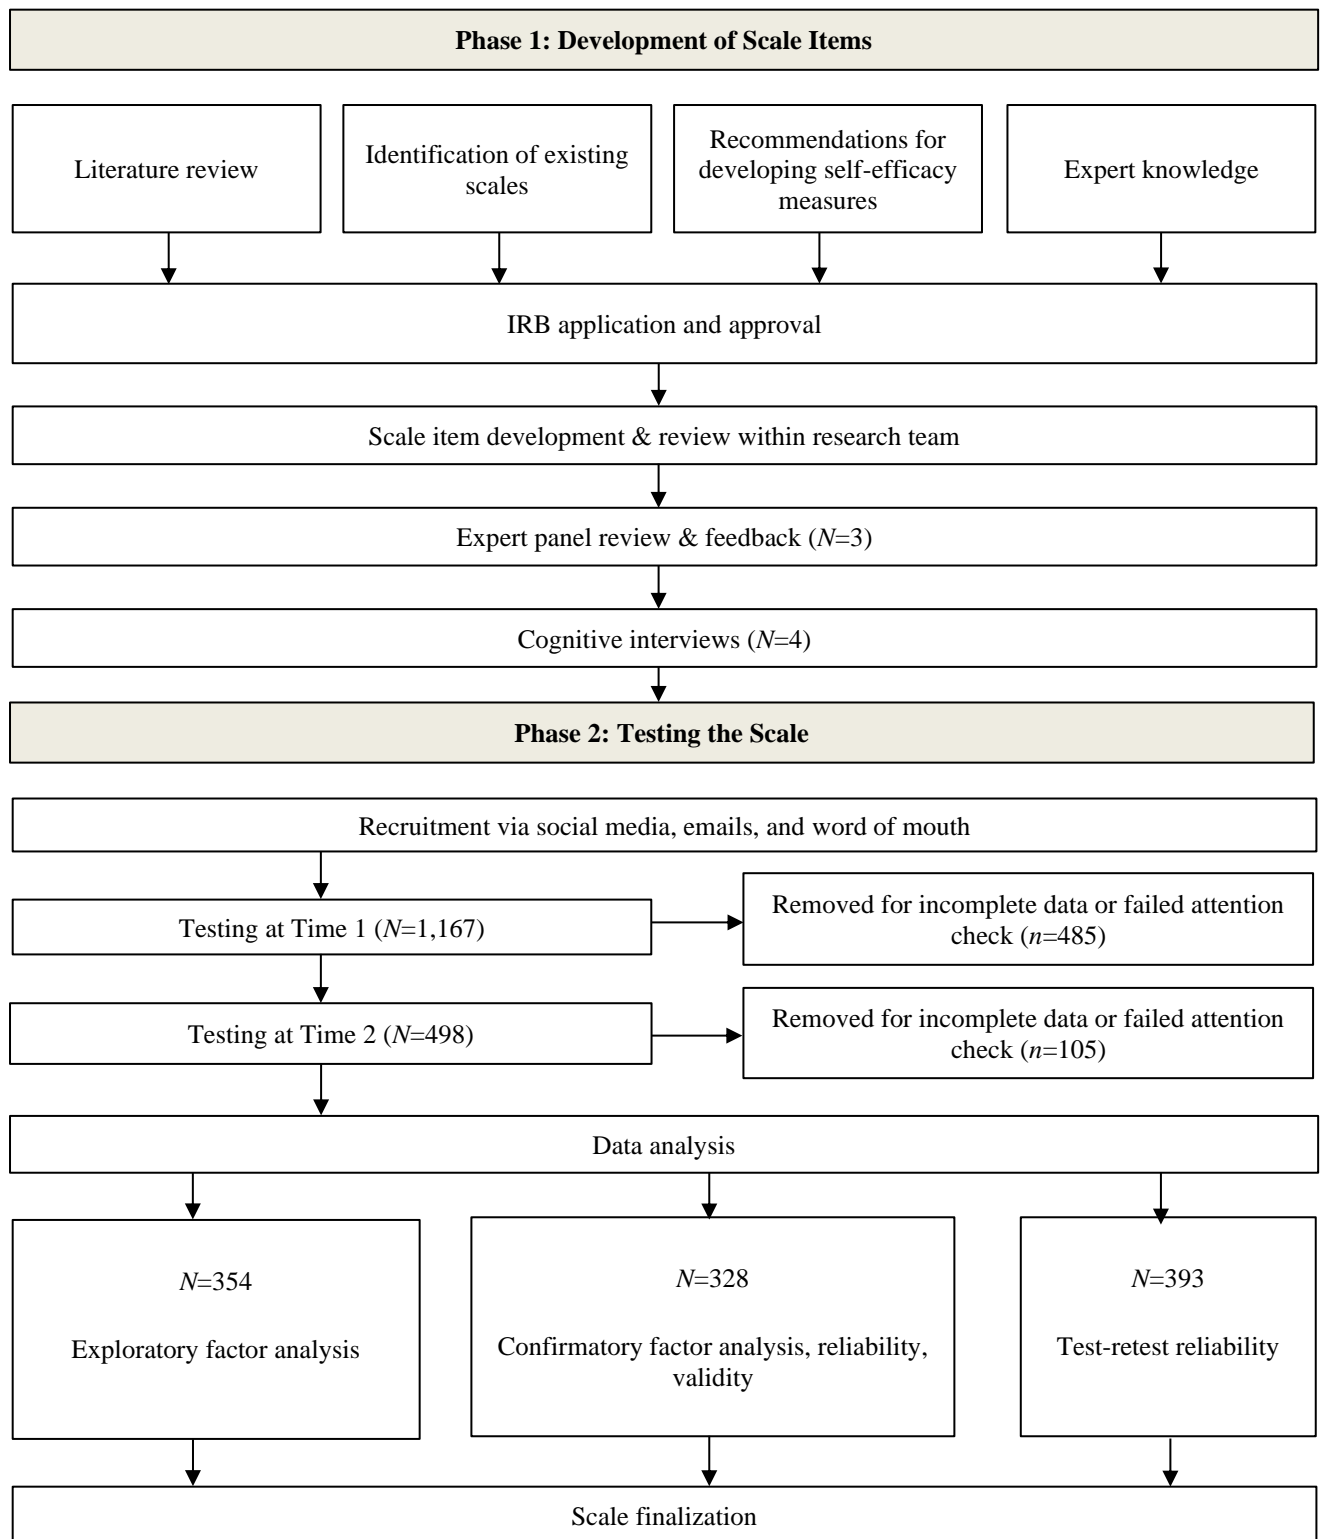 Phase 1: Development of Scale Items
Literature review
Identification of existing
scales
Recommendations for
developing self-efficacy
measures
Expert knowledge
IRB application and approval
Scale item development & review within research team
Expert panel review & feedback (N=3)
Cognitive interviews (N=4)
Phase 2: Testing the Scale
Recruitment via social media, emails, and word of mouth
Testing at Time 1 (N=1,167)
Removed for incomplete data or failed attention
check (n=485)
Testing at Time 2 (N=498)
Removed for incomplete data or failed attention
check (n=105)
Data analysis
N=354
Exploratory factor analysis
N=328
Confirmatory factor analysis, reliability,
validity
N=393
Test-retest reliability
Scale finalization